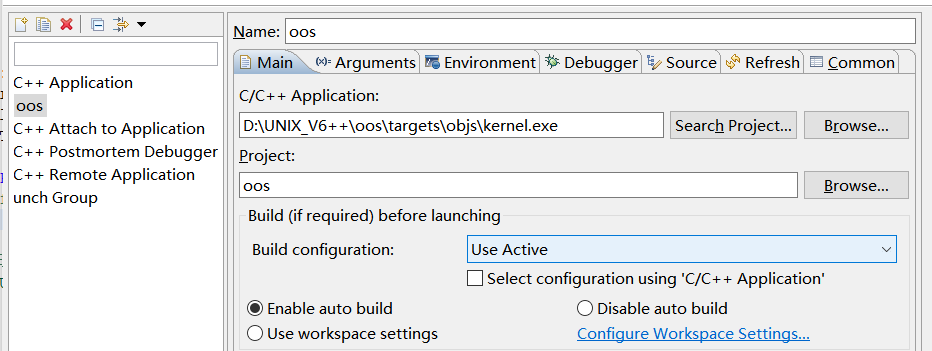 Name: oos
Main (x)= Arguments Environment Debugger Source Refresh Common
C++ Application
oos
C++ Attach to Application
C++ Postmortem Debugger
C++ Remote Application
unch Group
C/C++ Application:
D:\UNIX_V6++\oos\targets\objs\kernel.exe Search Project... Browse...
Project:
oos Browse...
Build (if required) before launching
Build configuration: Use Active
Select configuration using 'C/C++ Application'
Enable auto build Disable auto build
Use workspace settings Configure Workspace Settings...